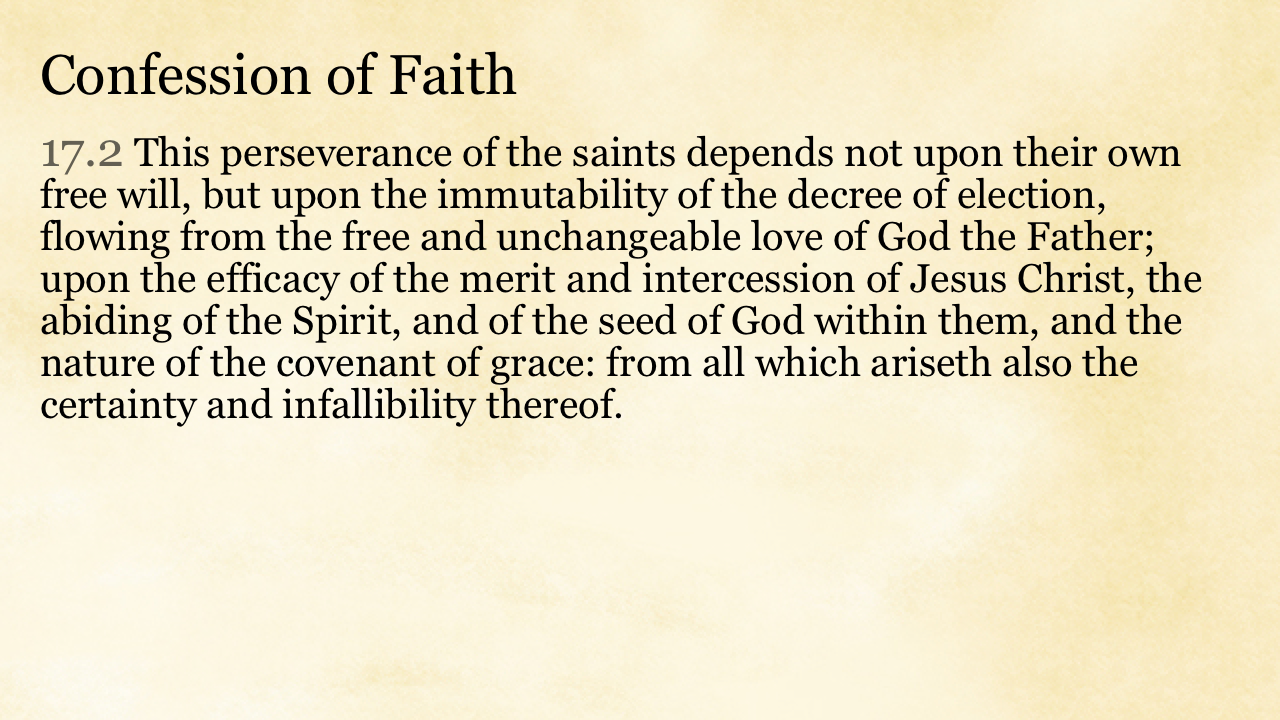 Confession of Faith
17.2 This perseverance of the saints depends not upon their own
free will, but upon the immutability of the decree of election,
flowing from the free and unchangeable love of God the Father;
upon the efficacy of the merit and intercession of Jesus Christ, the
abiding of the Spirit, and of the seed of God within them, and the
nature of the covenant of grace: from all which ariseth also the
certainty and infallibility thereof.